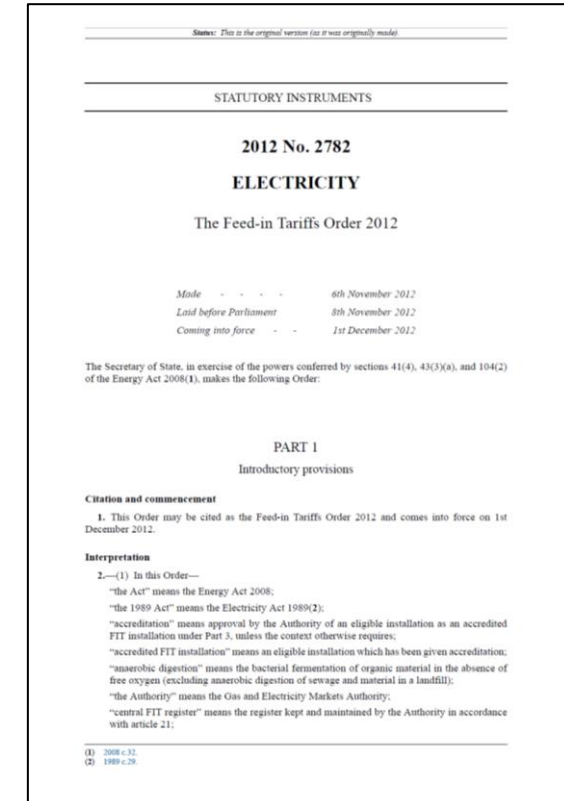 Status: This is the original version (as it was originally made).
STATUTORY INSTRUMENTS
2012 No. 2782
ELECTRICITY
The Feed-in Tariffs Order 2012
Made - - - - 6th November 2012
Laid before Parliament 8th November 2012
Coming into force - - 1st December 2012
The Secretary of State, in exercise of the powers conferred by sections 41(4), 43(3)(a), and 104(2)
of the Energy Act 2008(1), makes the following Order:
PART 1
Introductory provisions
Citation and commencement
1. This Order may be cited as the Feed-in Tariffs Order 2012 and comes into force on 1st
December 2012.
Interpretation
2.—(1) In this Order—
“the Act” means the Energy Act 2008;
“the 1989 Act” means the Electricity Act 1989(2);
“accreditation” means approval by the Authority of an eligible installation as an accredited
FIT installation under Part 3, unless the context otherwise requires;
“accredited FIT installation” means an eligible installation which has been given accreditation;
“anaerobic digestion” means the bacterial fermentation of organic material in the absence of
free oxygen (excluding anaerobic digestion of sewage and material in a landfill);
“the Authority” means the Gas and Electricity Markets Authority;
“central FIT register” means the register kept and maintained by the Authority in accordance
with article 21;
(1) 2008 c.32.
(2) 1989 c.29.